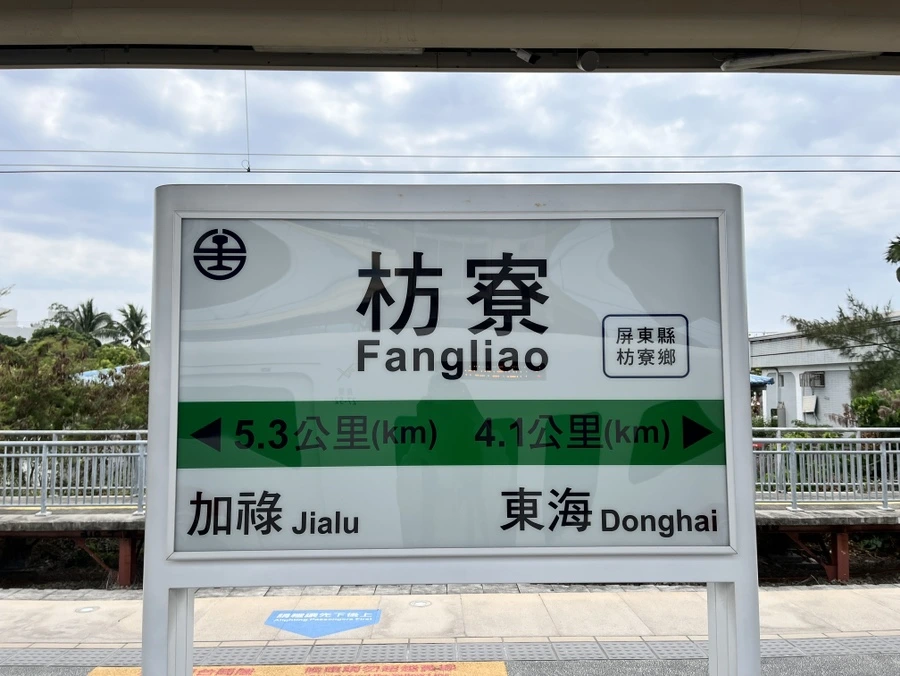 枋寮
Fangliao
屏東縣
枋寮鄉
◀ 5.3公里(km) 4.1公里(km) ▶
加祿 Jialu 東海 Donghai